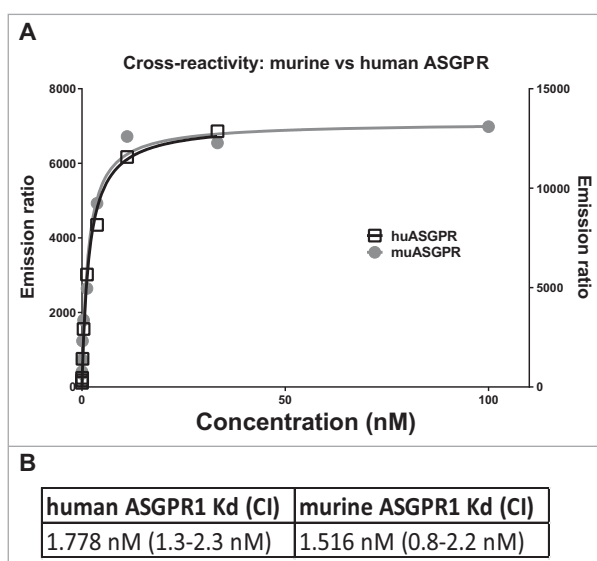 A
Cross-reactivity: murine vs human ASGPR
8000
6000
4000
2000
0
Emission ratio
15000
10000
5000
0
Emission ratio
huASGPR
muASGPR
0
50
100
Concentration (nM)
B
human ASGPR1 Kd (CI) murine ASGPR1 Kd (CI)
1.778 nM (1.3-2.3 nM) 1.516 nM (0.8-2.2 nM)